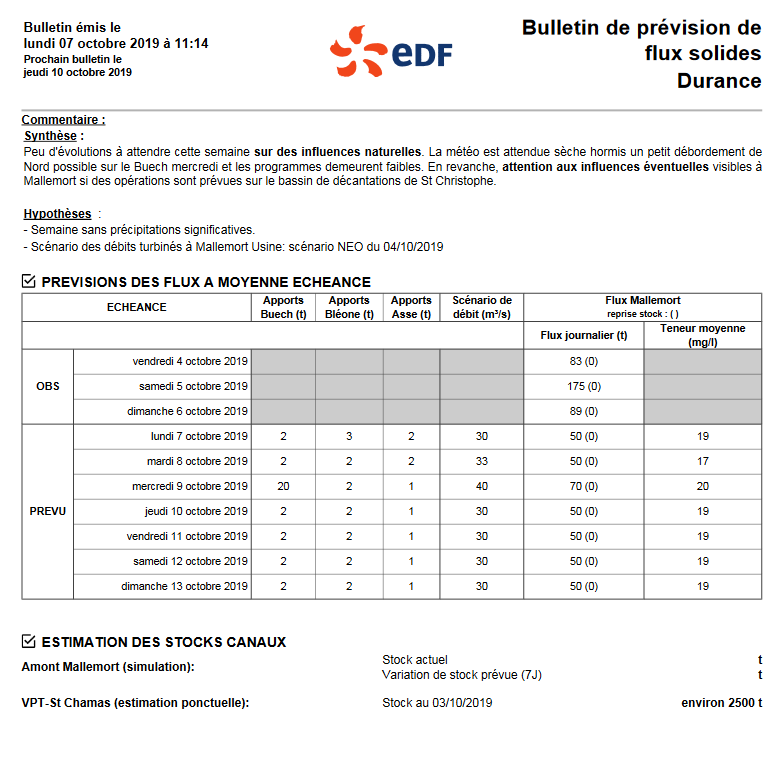 Bulletin émis le
lundi 07 octobre 2019 à 11:14
Prochain bulletin le
jeudi 10 octobre 2019
edf
Bulletin de prévision de
flux solides
Durance
Commentaire :
Synthèse :
Peu d'évolutions à attendre cette semaine sur des influences naturelles. La météo est attendue sèche hormis un petit débordement de
Nord possible sur le Buech mercredi et les programmes demeurent faibles. En revanche, attention aux influences éventuelles visibles à
Mallemort si des opérations sont prévues sur le bassin de décantations de St Christophe.
Hypothèses :
- Semaine sans précipitations significatives.
- Scénario des débits turbinés à Mallemort Usine: scénario NEO du 04/10/2019
PREVISIONS DES FLUX A MOYENNE ECHEANCE
ECHEANCE Apports Buech (t) Apports Bléone (t) Apports Asse (t) Scénario de débit (m³/s) Flux Mallemort reprise stock : ( )
Flux journalier (t) Teneur moyenne (mg/l)
OBS
vendredi 4 octobre 2019 83 (0)
samedi 5 octobre 2019 175 (0)
dimanche 6 octobre 2019 89 (0)
PREVU
lundi 7 octobre 2019 2 3 2 30 50 (0) 19
mardi 8 octobre 2019 2 2 2 33 50 (0) 17
mercredi 9 octobre 2019 20 2 1 40 70 (0) 20
jeudi 10 octobre 2019 2 2 1 30 50 (0) 19
vendredi 11 octobre 2019 2 2 1 30 50 (0) 19
samedi 12 octobre 2019 2 2 1 30 50 (0) 19
dimanche 13 octobre 2019 2 2 1 30 50 (0) 19
ESTIMATION DES STOCKS CANAUX
Amont Mallemort (simulation):
Stock actuel t
Variation de stock prévue (7J) t
VPT-St Chamas (estimation ponctuelle): Stock au 03/10/2019 environ 2500 t